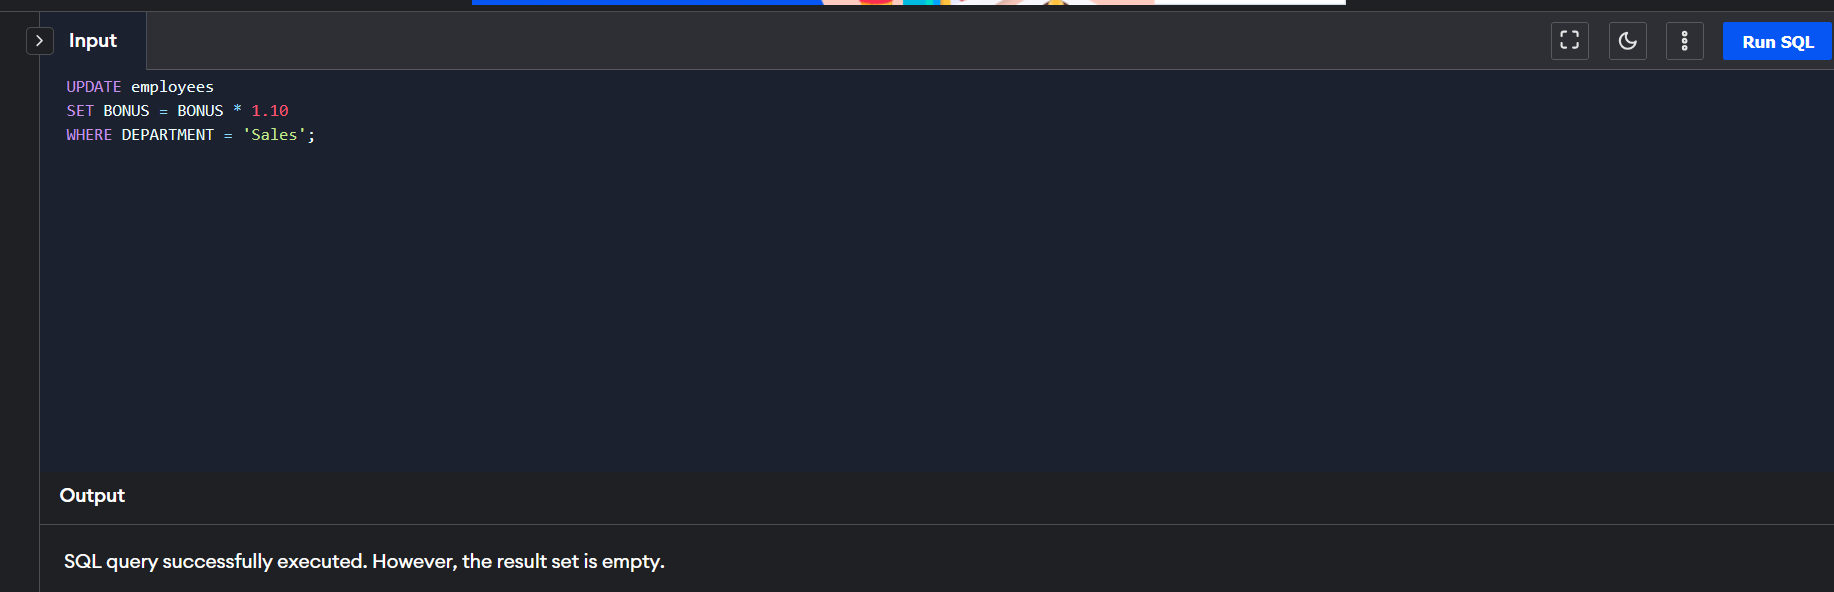 Input
Run SQL
UPDATE employees
SET BONUS = BONUS * 1.10
WHERE DEPARTMENT = 'Sales';
Output
SQL query successfully executed. However, the result set is empty.